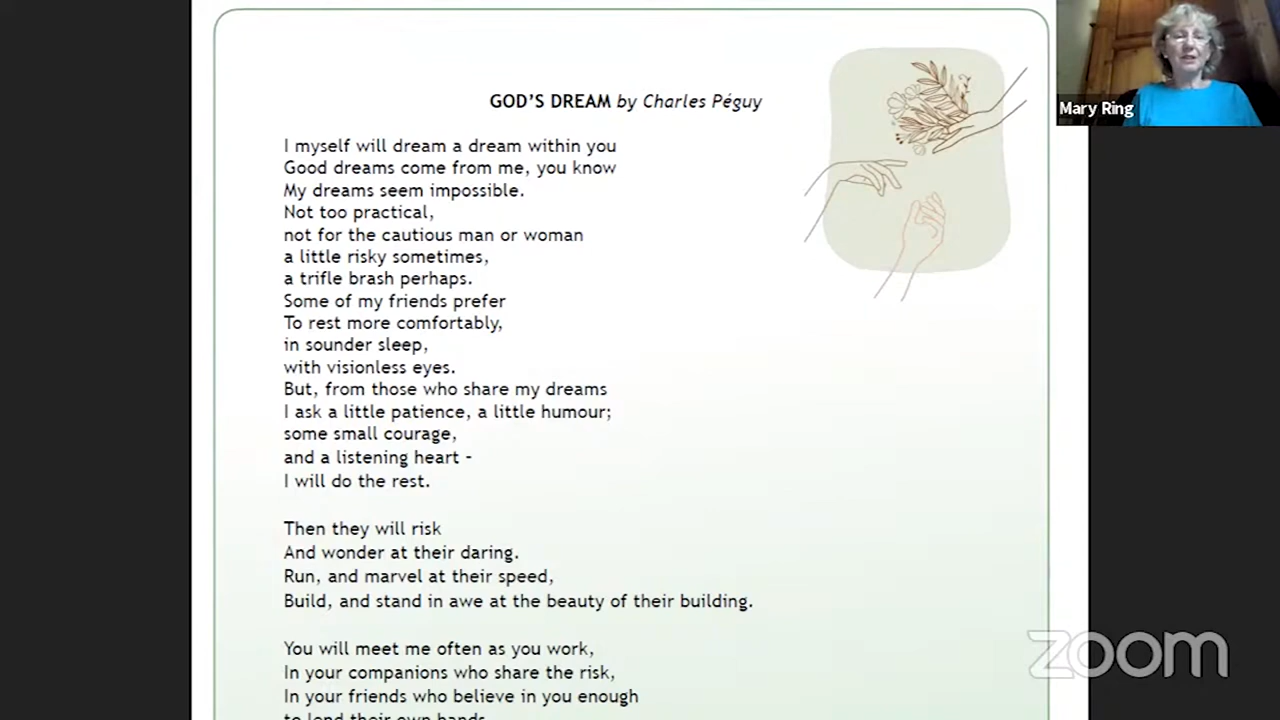 GOD'S DREAM by Charles Péguy
I myself will dream a dream within you
Good dreams come from me, you know
My dreams seem impossible.
Not too practical,
not for the cautious man or woman
a little risky sometimes,
a trifle brash perhaps.
Some of my friends prefer
To rest more comfortably,
in sounder sleep,
with visionless eyes.
But, from those who share my dreams
I ask a little patience, a little humour;
some small courage,
and a listening heart -
I will do the rest.
Then they will risk
And wonder at their daring.
Run, and marvel at their speed,
Build, and stand in awe at the beauty of their building.
You will meet me often as you work,
In your companions who share the risk,
In your friends who believe in you enough
to lend their own hands
Mary Ring
zoom